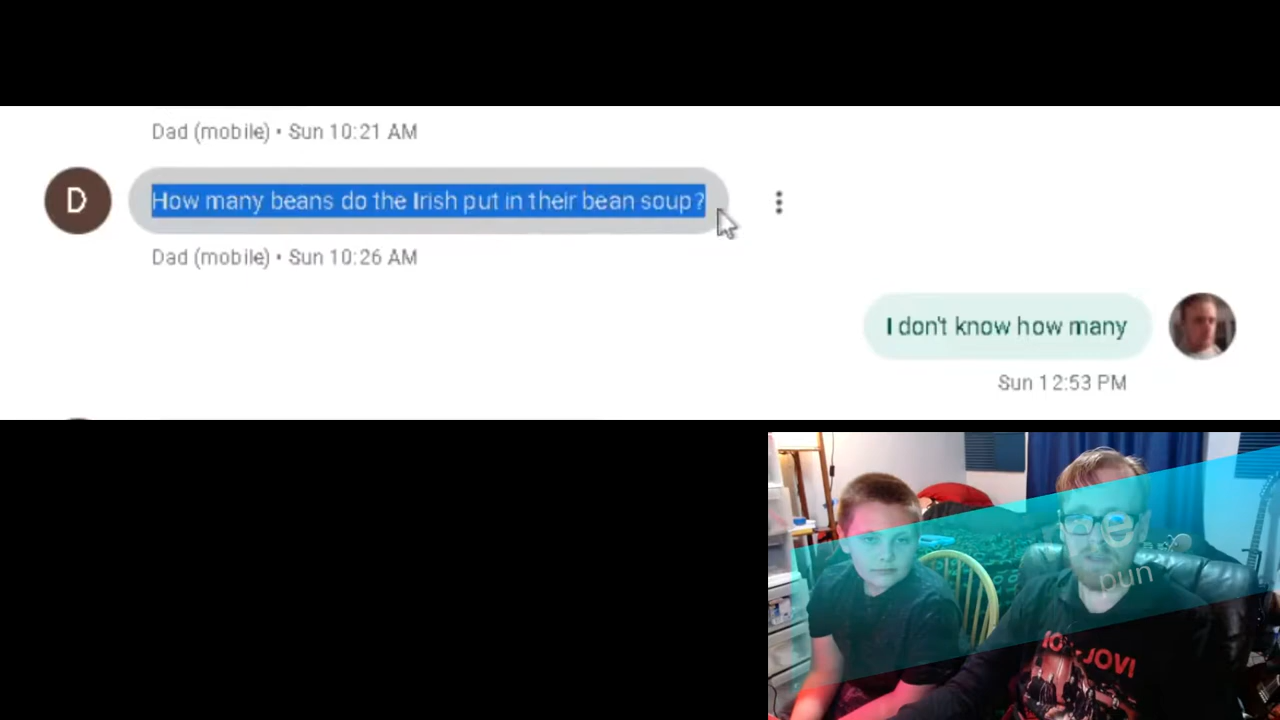 Dad (mobile) • Sun 10:21 AM
D
How many beans do the Irish put in their bean soup?
Dad (mobile) • Sun 10:26 AM
I don't know how many
Sun 12:53 PM
pun
JOVI